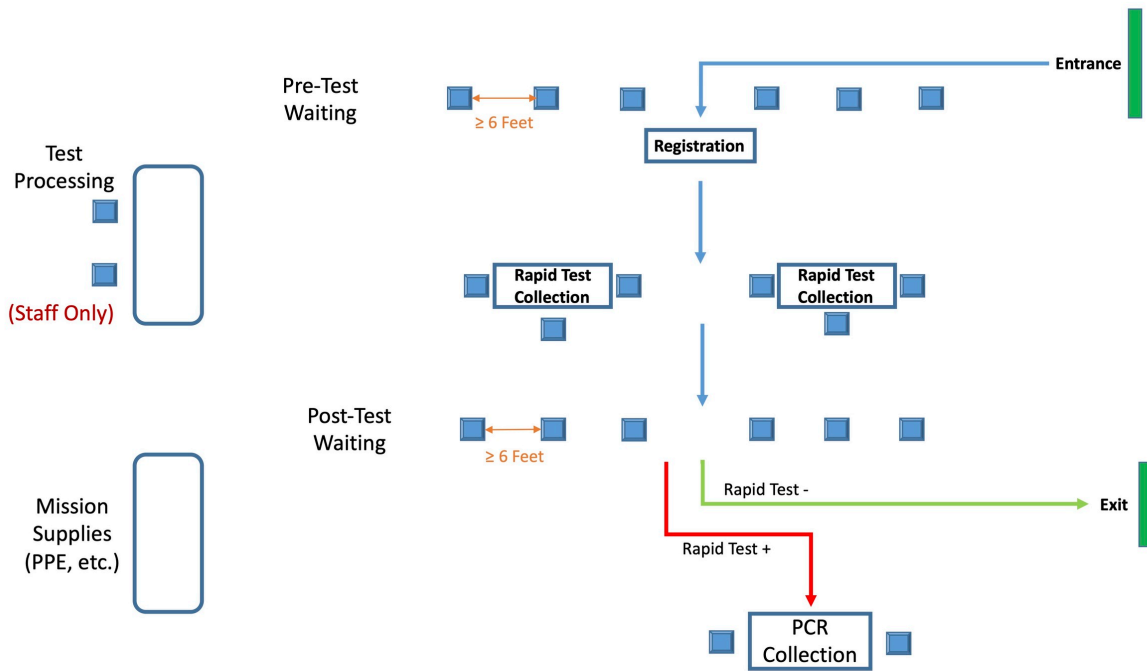 Entrance
Pre-Test
Waiting
≥ 6 Feet
Registration
Test
Processing
(Staff Only)
Rapid Test
Collection
Rapid Test
Collection
Post-Test
Waiting
≥ 6 Feet
Rapid Test -
Exit
Mission
Supplies
(PPE, etc.)
Rapid Test +
PCR
Collection